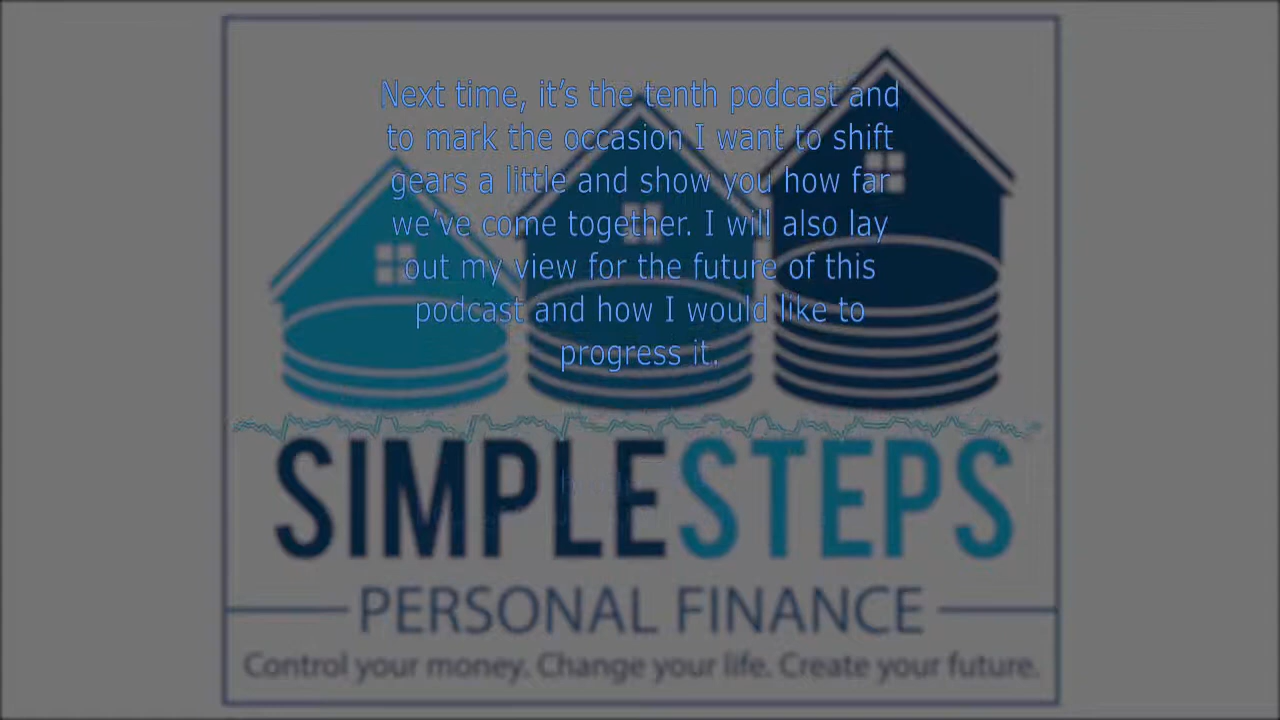 Next time, it’s the tenth podcast and
to mark the occasion I want to shift
gears a little and show you how far
we’ve come together. I will also lay
out my view for the future of this
podcast and how I would like to
progress it.
SIMPLESTEPS
PERSONAL FINANCE
Control your money. Change your life. Create your future.